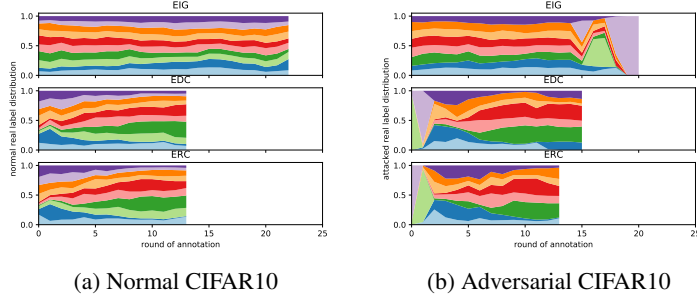 EIG
1.0
0.5
0.0
normal real label distribution
EDC
1.0
0.5
0.0
ERC
1.0
0.5
0.0
0 5 10 15 20 25
round of annotation
(a) Normal CIFAR10
EIG
1.0
0.5
0.0
attacked real label distribution
EDC
1.0
0.5
0.0
ERC
1.0
0.5
0.0
0 5 10 15 20 25
round of annotation
(b) Adversarial CIFAR10